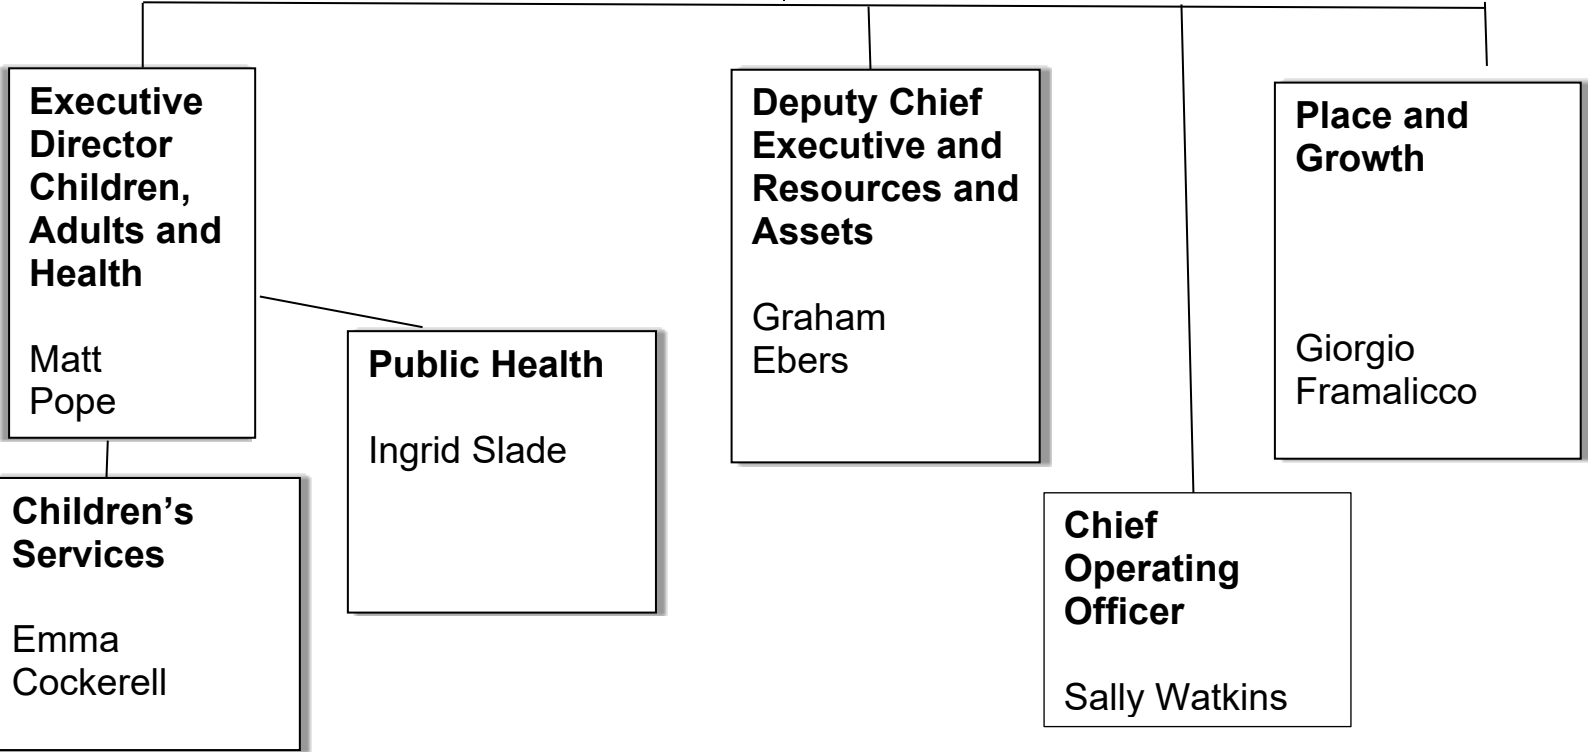 Executive
Director
Children,
Adults and
Health
Matt
Pope
Children’s
Services
Emma
Cockerell
Public Health
Ingrid Slade
Deputy Chief
Executive and
Resources and
Assets
Graham
Ebers
Chief
Operating
Officer
Sally Watkins
Place and
Growth
Giorgio
Framalicco